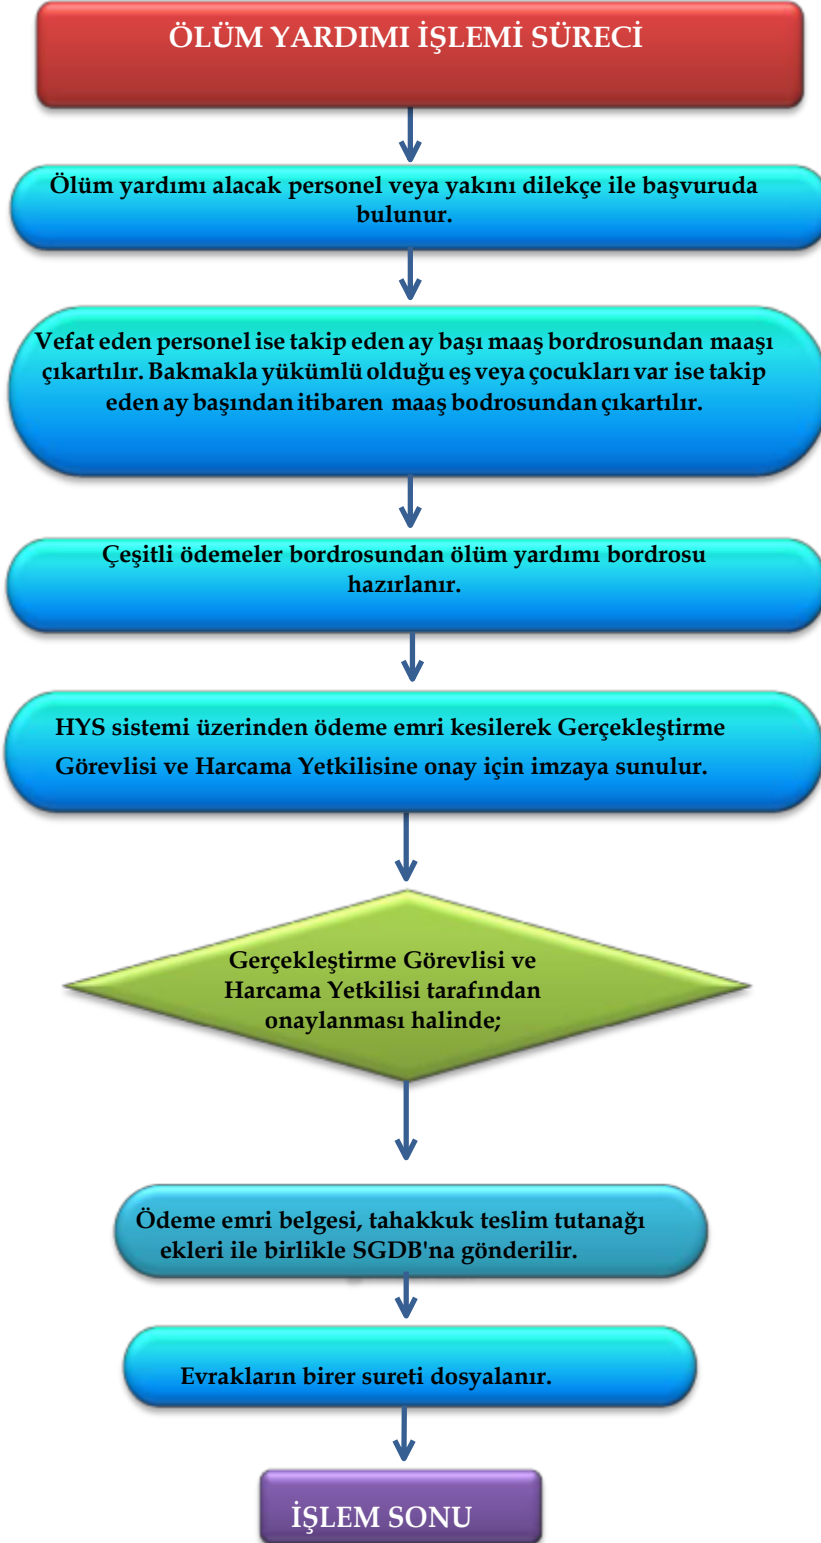 ÖLÜM YARDIMI İŞLEMİ SÜRECİ
Ölüm yardımı alacak personel veya yakını dilekçe ile başvuruda
bulunur.
Vefat eden personel ise takip eden ay başı maaş bordrosundan maaşı
çıkartılır. Bakmakla yükümlü olduğu eş veya çocukları var ise takip
eden ay başından itibaren maaş bodrosundan çıkartılır.
Çeşitli ödemeler bordrosundan ölüm yardımı bordrosu
hazırlanır.
HYS sistemi üzerinden ödeme emri kesilerek Gerçekleştirme
Görevlisi ve Harcama Yetkilisine onay için imzaya sunulur.
Gerçekleştirme Görevlisi ve
Harcama Yetkilisi tarafından
onaylanması halinde;
Ödeme emri belgesi, tahakkuk teslim tutanağı
ekleri ile birlikle SGDB'na gönderilir.
Evrakların birer sureti dosyalanır.
İŞLEM SONU